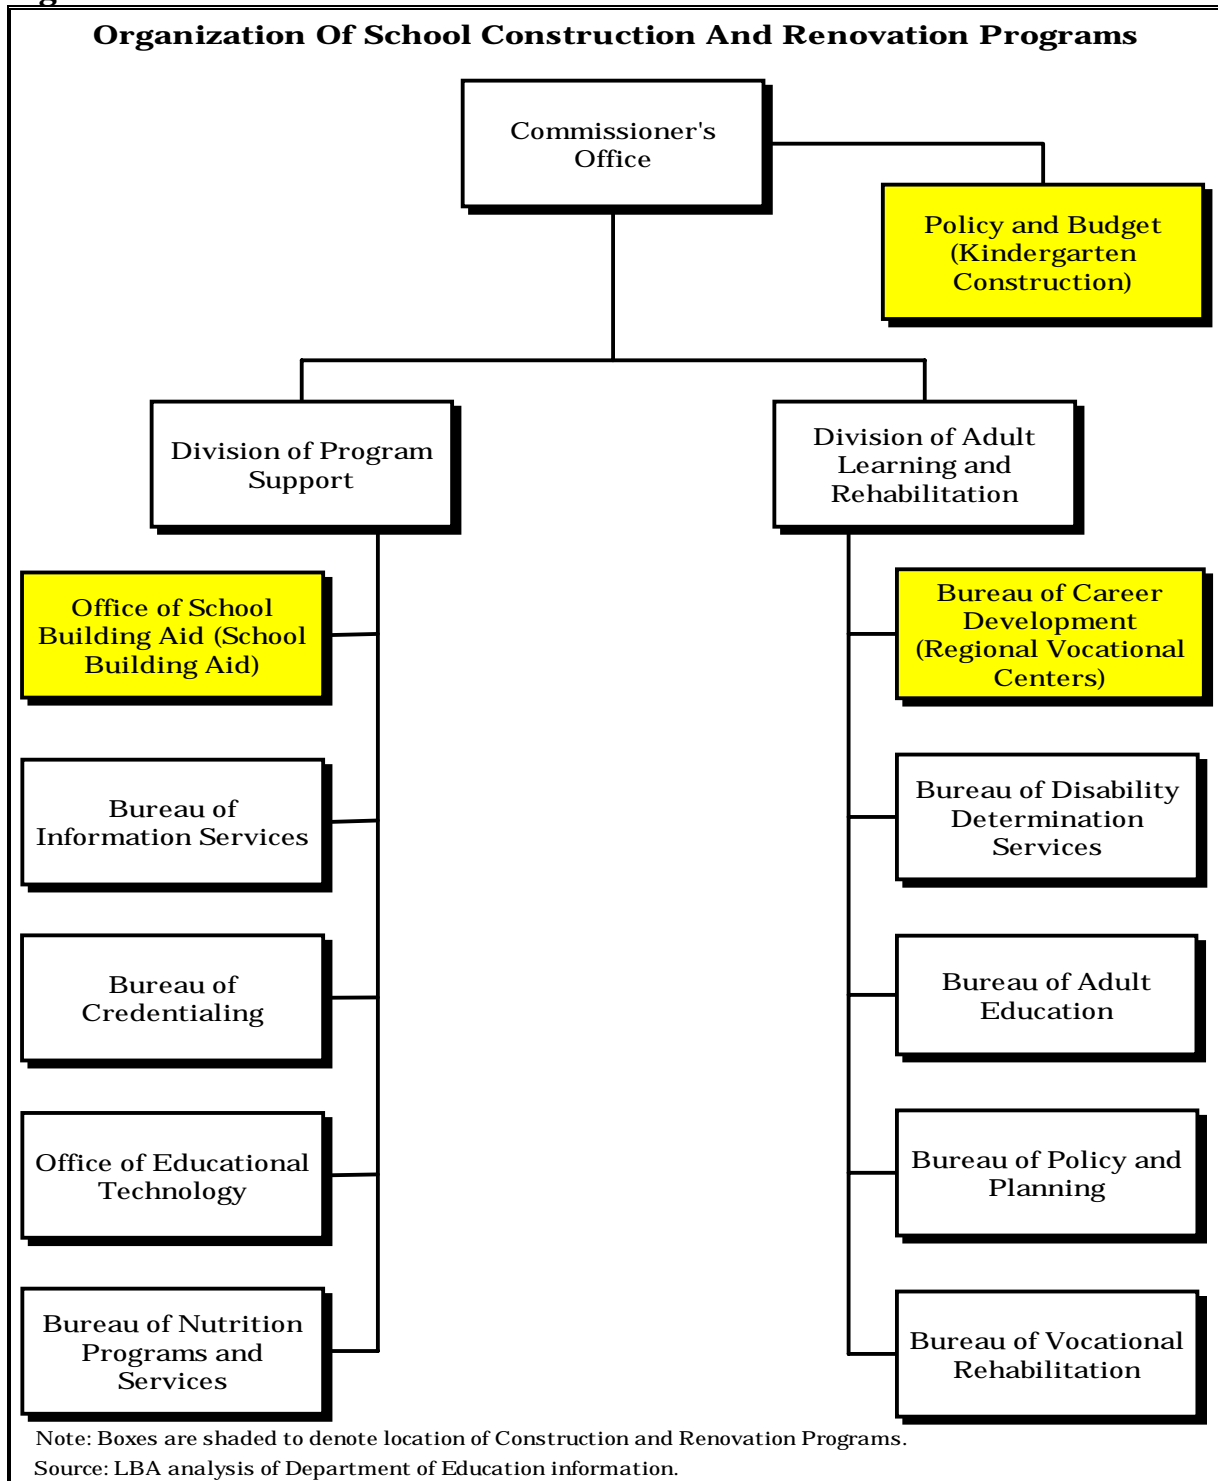 Organization Of School Construction And Renovation Programs
Commissioner's
Office
Policy and Budget
(Kindergarten
Construction)
Division of Program
Support
Division of Adult
Learning and
Rehabilitation
Office of School
Building Aid (School
Building Aid)
Bureau of Career
Development
(Regional Vocational
Centers)
Bureau of
Information Services
Bureau of Disability
Determination
Services
Bureau of
Credentialing
Bureau of Adult
Education
Office of Educational
Technology
Bureau of Policy and
Planning
Bureau of Nutrition
Programs and
Services
Bureau of Vocational
Rehabilitation
Note: Boxes are shaded to denote location of Construction and Renovation Programs.
Source: LBA analysis of Department of Education information.